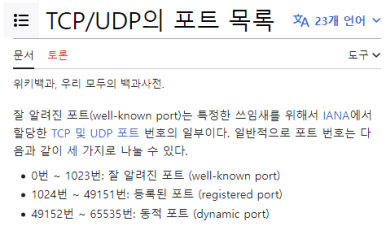 TCP/UDP의 포트 목록
23개 언어
문서 토론 도구
위키백과, 우리 모두의 백과사전.
잘 알려진 포트(well-known port)는 특정한 쓰임새를 위해서 IANA에서
할당한 TCP 및 UDP 포트 번호의 일부이다. 일반적으로 포트 번호는 다
음과 같이 세 가지로 나눌 수 있다.
• 0번 ~ 1023번: 잘 알려진 포트 (well-known port)
• 1024번 ~ 49151번: 등록된 포트 (registered port)
• 49152번 ~ 65535번: 동적 포트 (dynamic port)